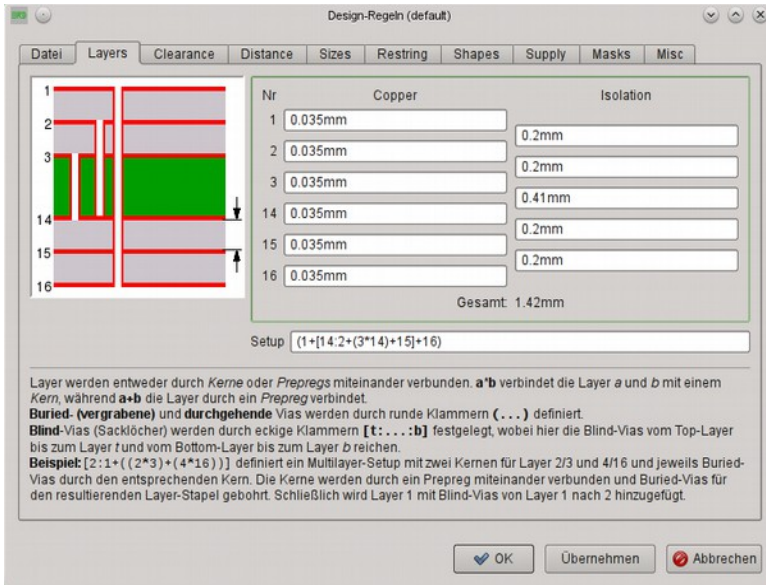 Design-Regeln (default)
Datei Layers Clearance Distance Sizes Restring Shapes Supply Masks Misc
1
2
3
14
15
16
Nr Copper Isolation
1 0.035mm
0.2mm
2 0.035mm
0.2mm
3 0.035mm
0.41mm
14 0.035mm
0.2mm
15 0.035mm
0.2mm
16 0.035mm
Gesamt: 1.42mm
Setup (1+[14:2+(3*14)+15]+16)
Layer werden entweder durch Kerne oder Prepregs miteinander verbunden. a*b verbindet die Layer a und b mit einem
Kern, während a+b die Layer durch ein Prepreg verbindet.
Buried- (vergrabene) und durchgehende Vias werden durch runde Klammern (...) definiert.
Blind-Vias (Sacklöcher) werden durch eckige Klammern [t:...:b] festgelegt, wobei hier die Blind-Vias vom Top-Layer
bis zum Layer t und vom Bottom-Layer bis zum Layer b reichen.
Beispiel: [2:1+((2*3)+(4*16))] definiert ein Multilayer-Setup mit zwei Kernen für Layer 2/3 und 4/16 und jeweils Buried-
Vias durch den entsprechenden Kern. Die Kerne werden durch ein Prepreg miteinander verbunden und Buried-Vias für
den resultierenden Layer-Stapel gebohrt. Schließlich wird Layer 1 mit Blind-Vias von Layer 1 nach 2 hinzugefügt.
OK Übernehmen Abbrechen